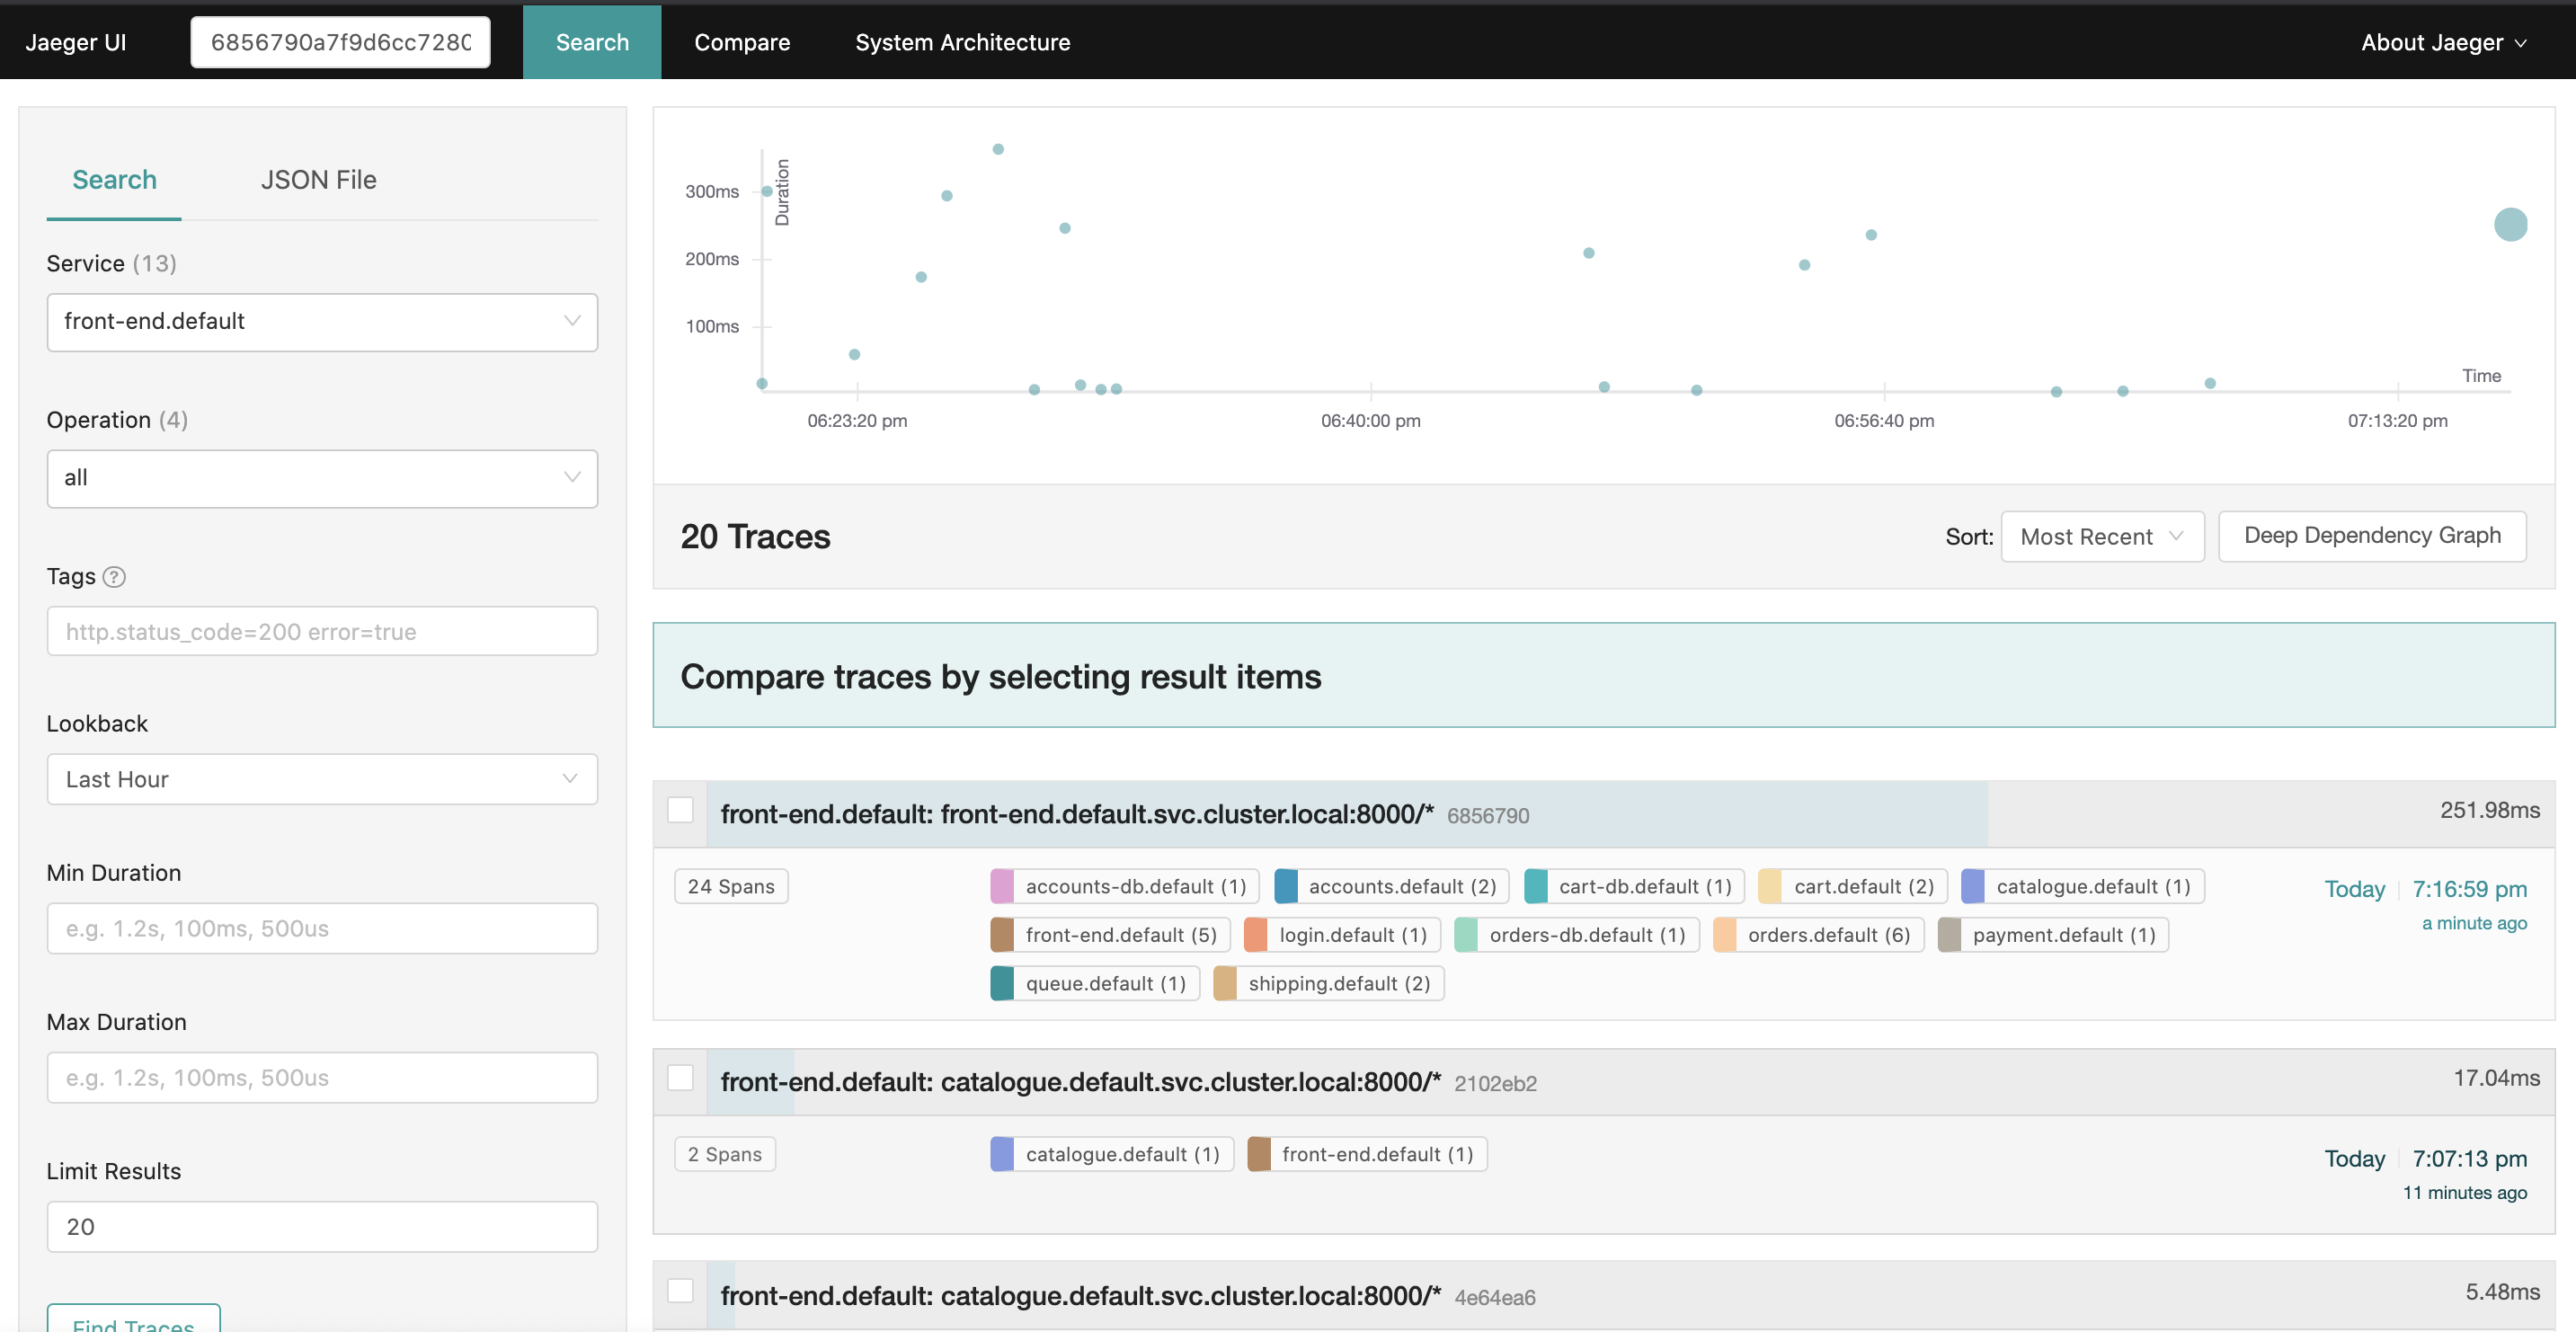 Jaeger UI
6856790a7f9d6cc7280
Search
Compare
System Architecture
About Jaeger
Search
JSON File
Service (13)
front-end.default
Operation (4)
all
Tags ?
http.status_code=200 error=true
Lookback
Last Hour
Min Duration
e.g. 1.2s, 100ms, 500us
Max Duration
e.g. 1.2s, 100ms, 500us
Limit Results
20
Find Traces
Duration
300ms
200ms
100ms
Time
06:23:20 pm
06:40:00 pm
06:56:40 pm
07:13:20 pm
20 Traces
Sort: Most Recent
Deep Dependency Graph
Compare traces by selecting result items
front-end.default: front-end.default.svc.cluster.local:8000/* 6856790
251.98ms
24 Spans
accounts-db.default (1)
accounts.default (2)
cart-db.default (1)
cart.default (2)
catalogue.default (1)
front-end.default (5)
login.default (1)
orders-db.default (1)
orders.default (6)
payment.default (1)
queue.default (1)
shipping.default (2)
Today 7:16:59 pm
a minute ago
front-end.default: catalogue.default.svc.cluster.local:8000/* 2102eb2
17.04ms
2 Spans
catalogue.default (1)
front-end.default (1)
Today 7:07:13 pm
11 minutes ago
front-end.default: catalogue.default.svc.cluster.local:8000/* 4e64ea6
5.48ms